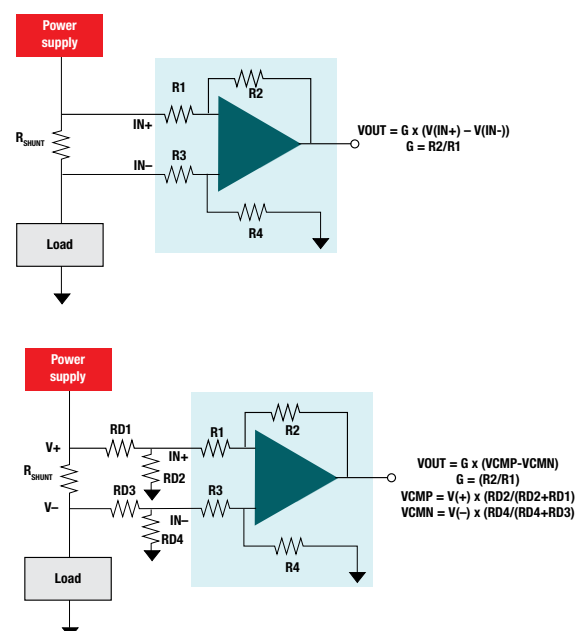 Power
supply
R1
R2
IN+
RSHUNT
VOUT = G x (V(IN+) – V(IN-))
G = R2/R1
IN–
R3
R4
Load
Power
supply
RD1
R1
R2
V+
IN+
RSHUNT
RD2
VOUT = G x (VCMP-VCMN)
G = (R2/R1)
VCMP = V(+) x (RD2/(RD2+RD1)
VCMN = V(–) x (RD4/(RD4+RD3)
RD3
R3
V–
IN–
RD4
R4
Load